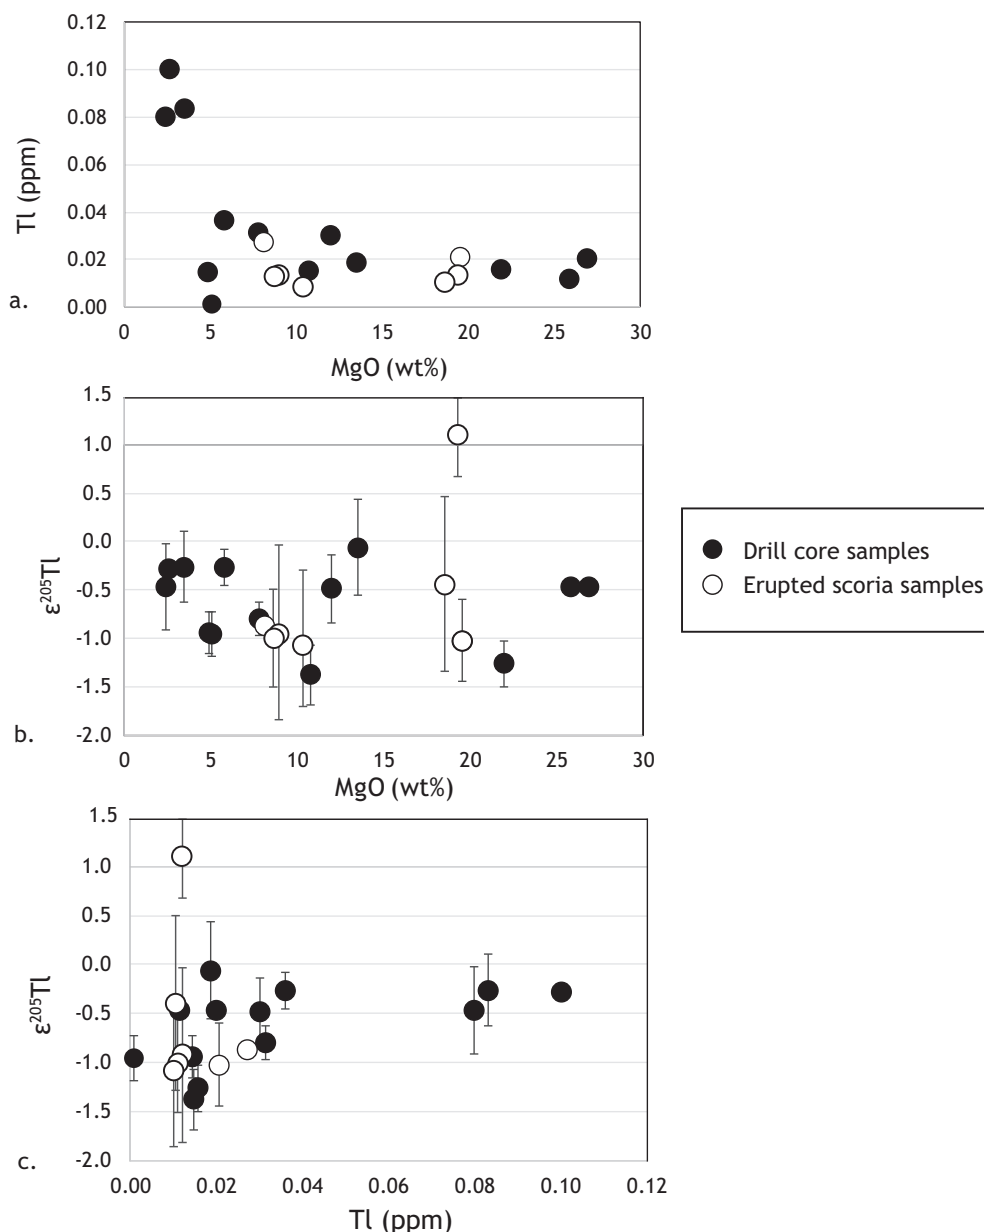 0.12
0.10
0.08
0.06
0.04
0.02
0.00
Tl (ppm)
a.
0 5 10 15 20 25 30
MgO (wt%)
1.5
1.0
0.5
0.0
-0.5
-1.0
-1.5
-2.0
ε²⁰⁵Tl
b.
0 5 10 15 20 25 30
MgO (wt%)
Drill core samples
Erupted scoria samples
1.5
1.0
0.5
0.0
-0.5
-1.0
-1.5
-2.0
ε²⁰⁵Tl
c.
0.00 0.02 0.04 0.06 0.08 0.10 0.12
Tl (ppm)